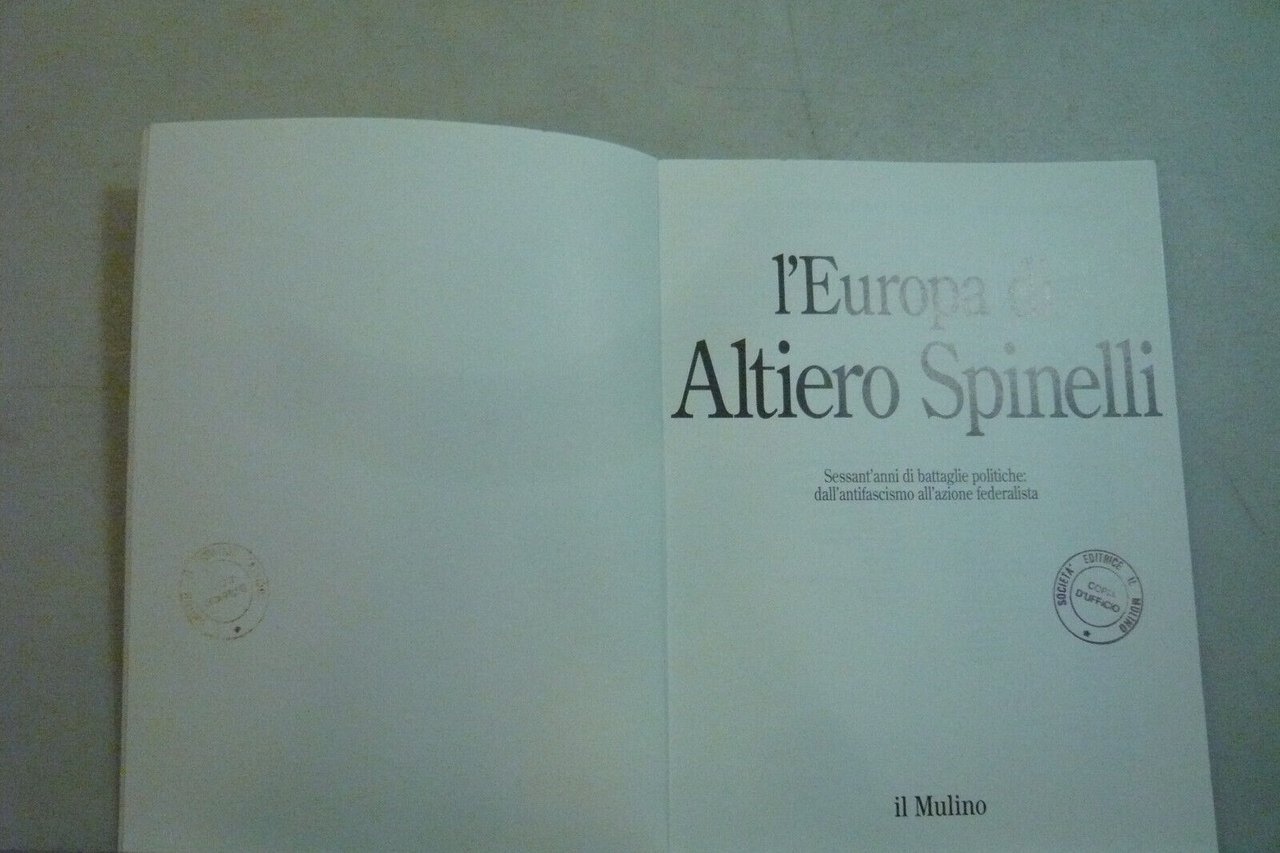 l'Europa di
Altiero Spinelli
Sessant'anni di battaglie politiche:
dall'antifascismo all'azione federalista
SOCIETA' EDITRICE IL MULINO
COPIA
D'UFFICIO
il Mulino